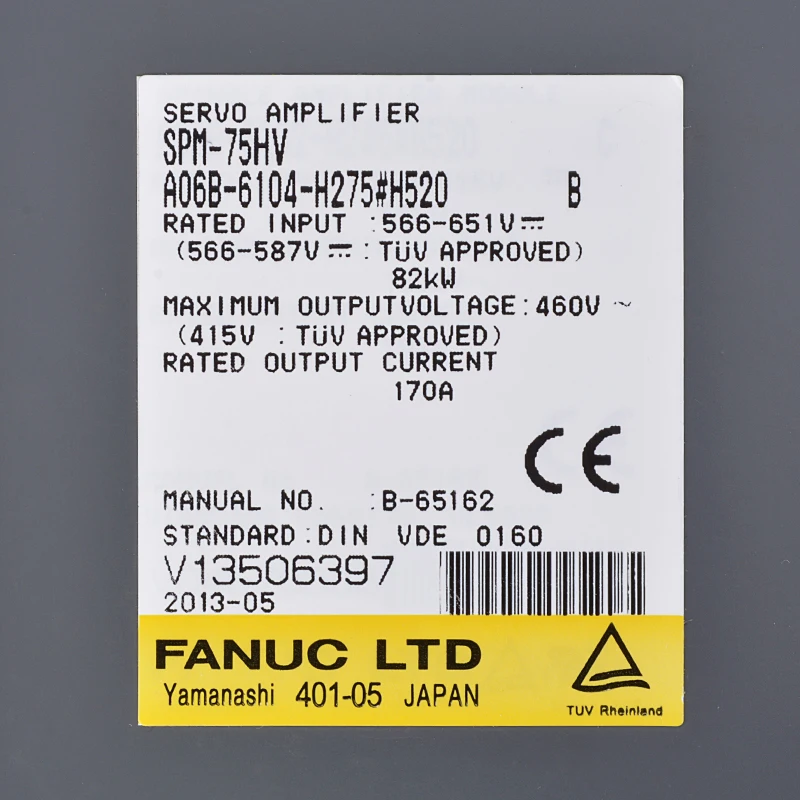 SERVO AMPLIFIER
SPM-75HV
A06B-6104-H275#H520 B
RATED INPUT :566-651V⎓
(566-587V⎓ : TÜV APPROVED)
82kW
MAXIMUM OUTPUTVOLTAGE:460V ~
(415V : TÜV APPROVED)
RATED OUTPUT CURRENT
170A
CE
MANUAL NO. :B-65162
STANDARD:DIN VDE 0160
V13506397
2013-05
FANUC LTD
Yamanashi 401-05 JAPAN
TUV Rheinland